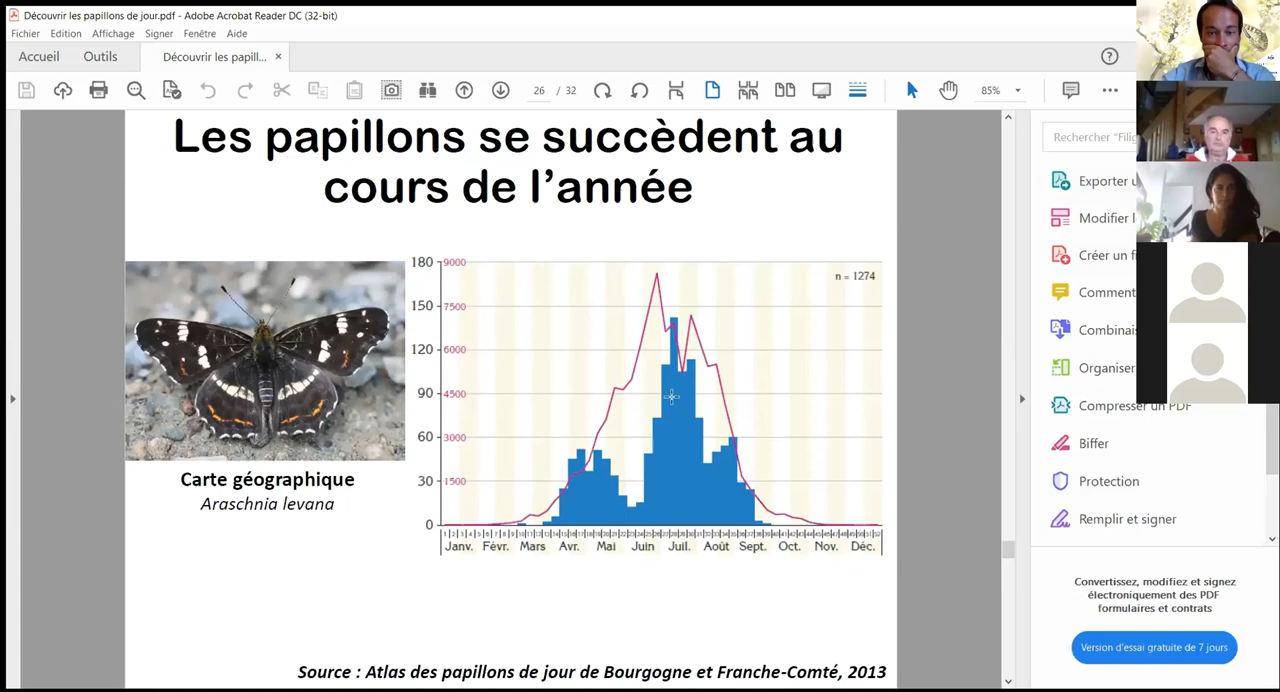 Découvrir les papillons de jour.pdf - Adobe Acrobat Reader DC (32-bit)
Fichier Edition Affichage Signer Fenêtre Aide
Accueil Outils Découvrir les papill... ×
26 / 32 85%
Les papillons se succèdent au
cours de l'année
Carte géographique
Araschnia levana
n = 1274
180 9000
150 7500
120 6000
90 4500
60 3000
30 1500
0
Janv. Févr. Mars Avr. Mai Juin Juil. Août Sept. Oct. Nov. Déc.
Source : Atlas des papillons de jour de Bourgogne et Franche-Comté, 2013
Rechercher "Fili
Exporter
Modifier
Créer un fi
Comment
Combinais
Organiser
Compresser un PDF
Biffer
Protection
Remplir et signer
Convertissez, modifiez et signez
électroniquement des PDF
formulaires et contrats
Version d'essai gratuite de 7 jours